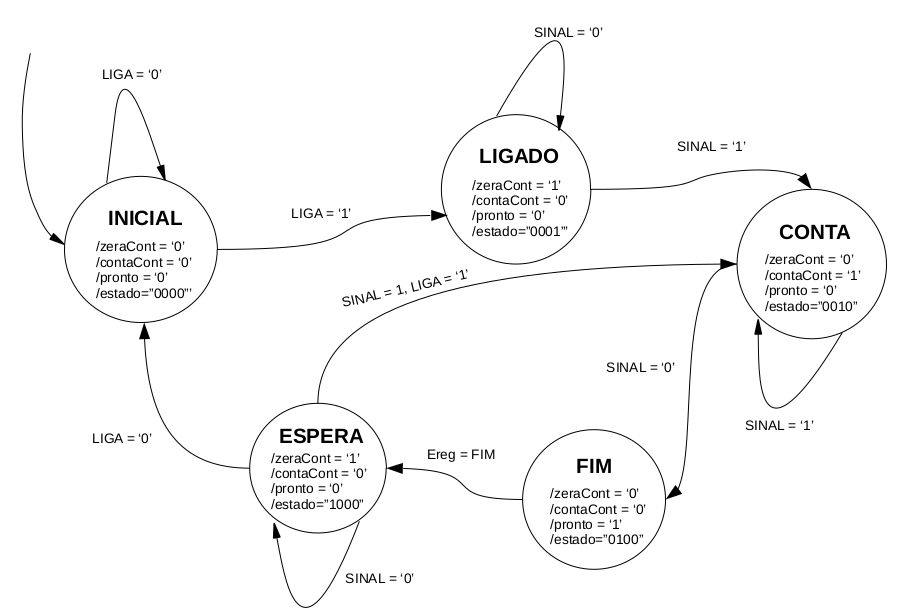 SINAL = ‘0’
LIGA = ‘0’
LIGADO
/zeraCont = ‘1’
/contaCont = ‘0’
/pronto = ‘0’
/estado=”0001”’
SINAL = ‘1’
INICIAL
/zeraCont = ‘0’
/contaCont = ‘0’
/pronto = ‘0’
/estado=”0000”’
LIGA = ‘1’
CONTA
/zeraCont = ‘0’
/contaCont = ‘1’
/pronto = ‘0’
/estado=”0010”
SINAL = 1, LIGA = ‘1’
SINAL = ‘0’
SINAL = ‘1’
LIGA = ‘0’
ESPERA
/zeraCont = ‘1’
/contaCont = ‘0’
/pronto = ‘0’
/estado=”1000”
Ereg = FIM
FIM
/zeraCont = ‘0’
/contaCont = ‘0’
/pronto = ‘1’
/estado=”0100”
SINAL = ‘0’